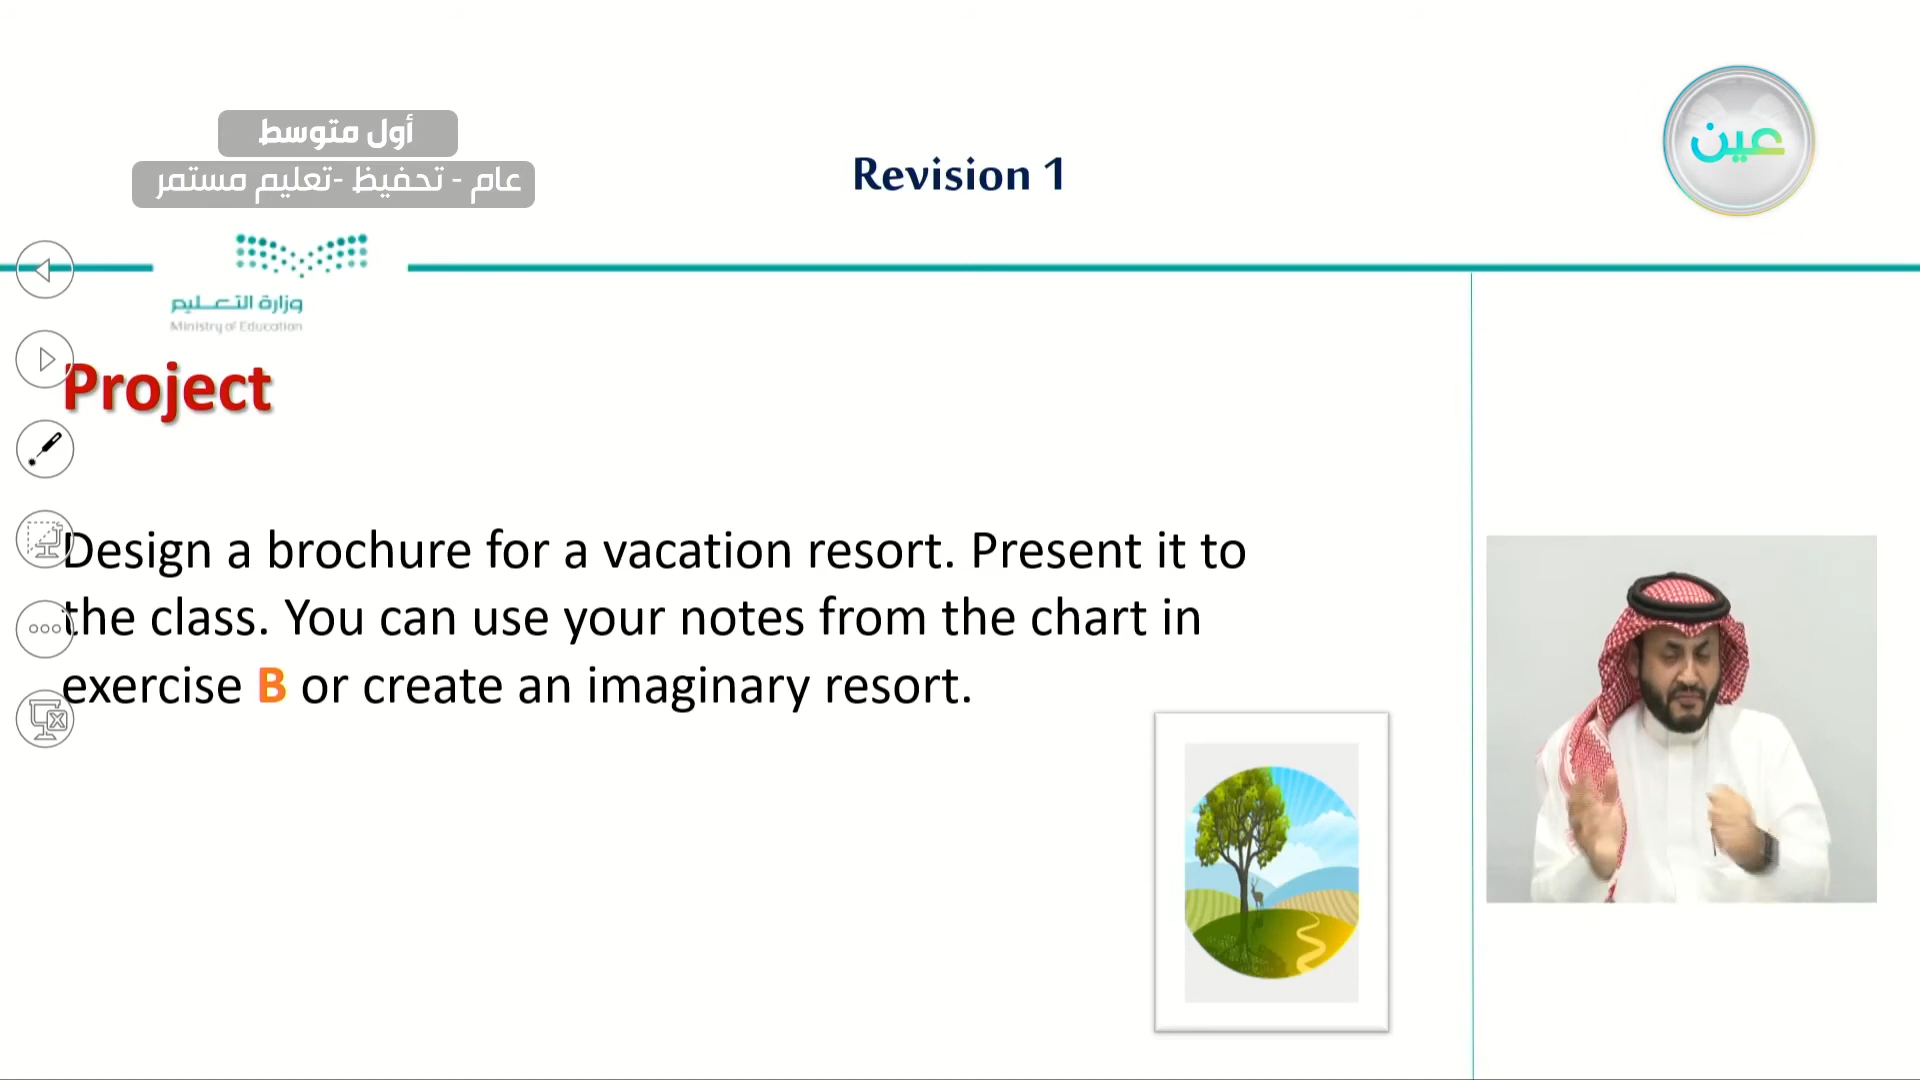 أول متوسط
عام - تحفيظ -تعليم مستمر
Revision 1
عين
وزارة التعليم
Ministry of Education
Project
Design a brochure for a vacation resort. Present it to
the class. You can use your notes from the chart in
exercise B or create an imaginary resort.